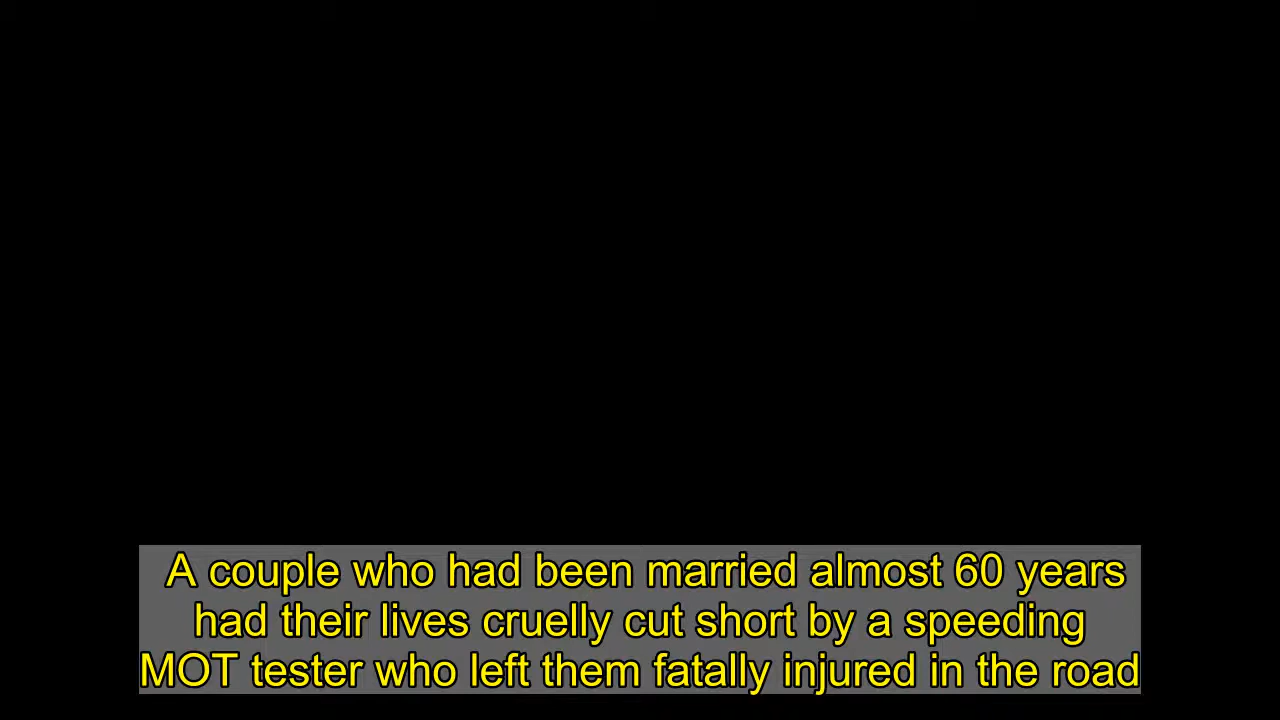 A couple who had been married almost 60 years
had their lives cruelly cut short by a speeding
MOT tester who left them fatally injured in the road